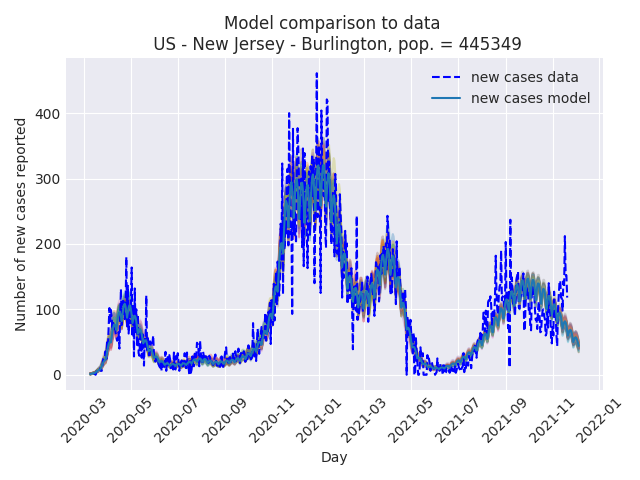 Model comparison to data
US - New Jersey - Burlington, pop. = 445349
new cases data
new cases model
Number of new cases reported
400
300
200
100
0
2020-03
2020-05
2020-07
2020-09
2020-11
2021-01
2021-03
2021-05
2021-07
2021-09
2021-11
2022-01
Day